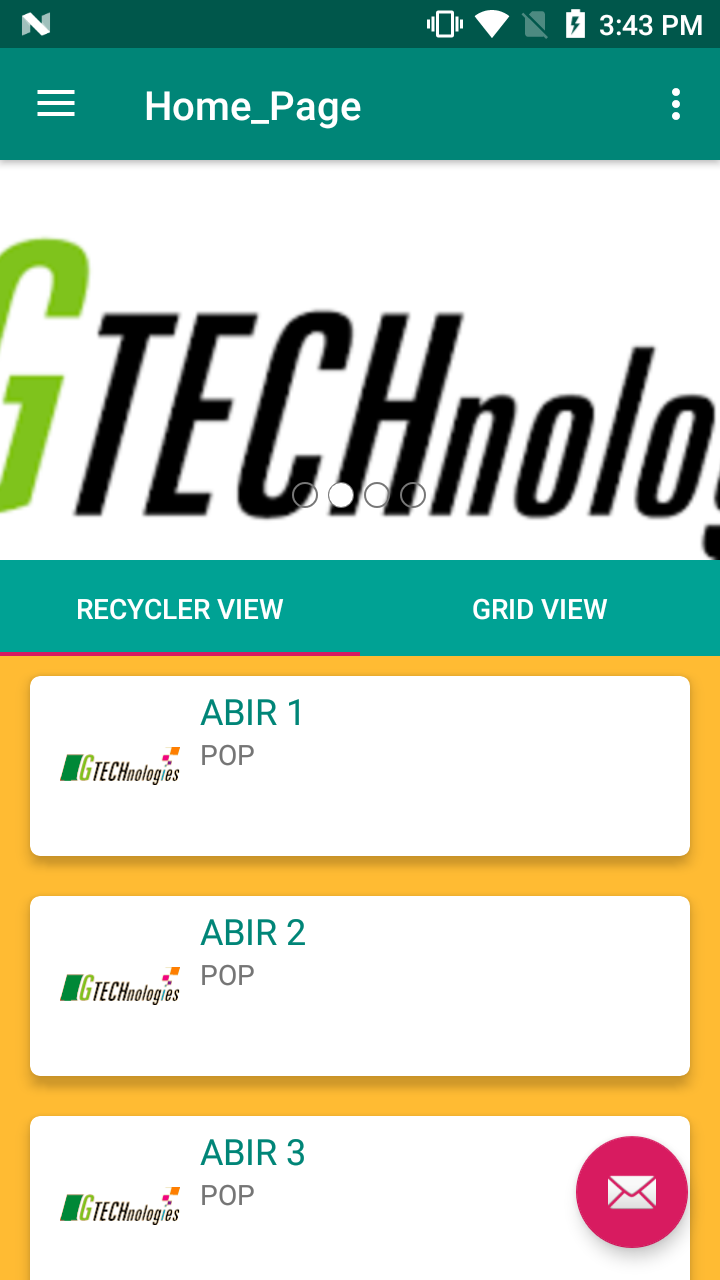 3:43 PM
Home_Page
GTECHnolog
RECYCLER VIEW
GRID VIEW
ABIR 1
POP
GTECHnologies
ABIR 2
POP
GTECHnologies
ABIR 3
POP
GTECHnologies